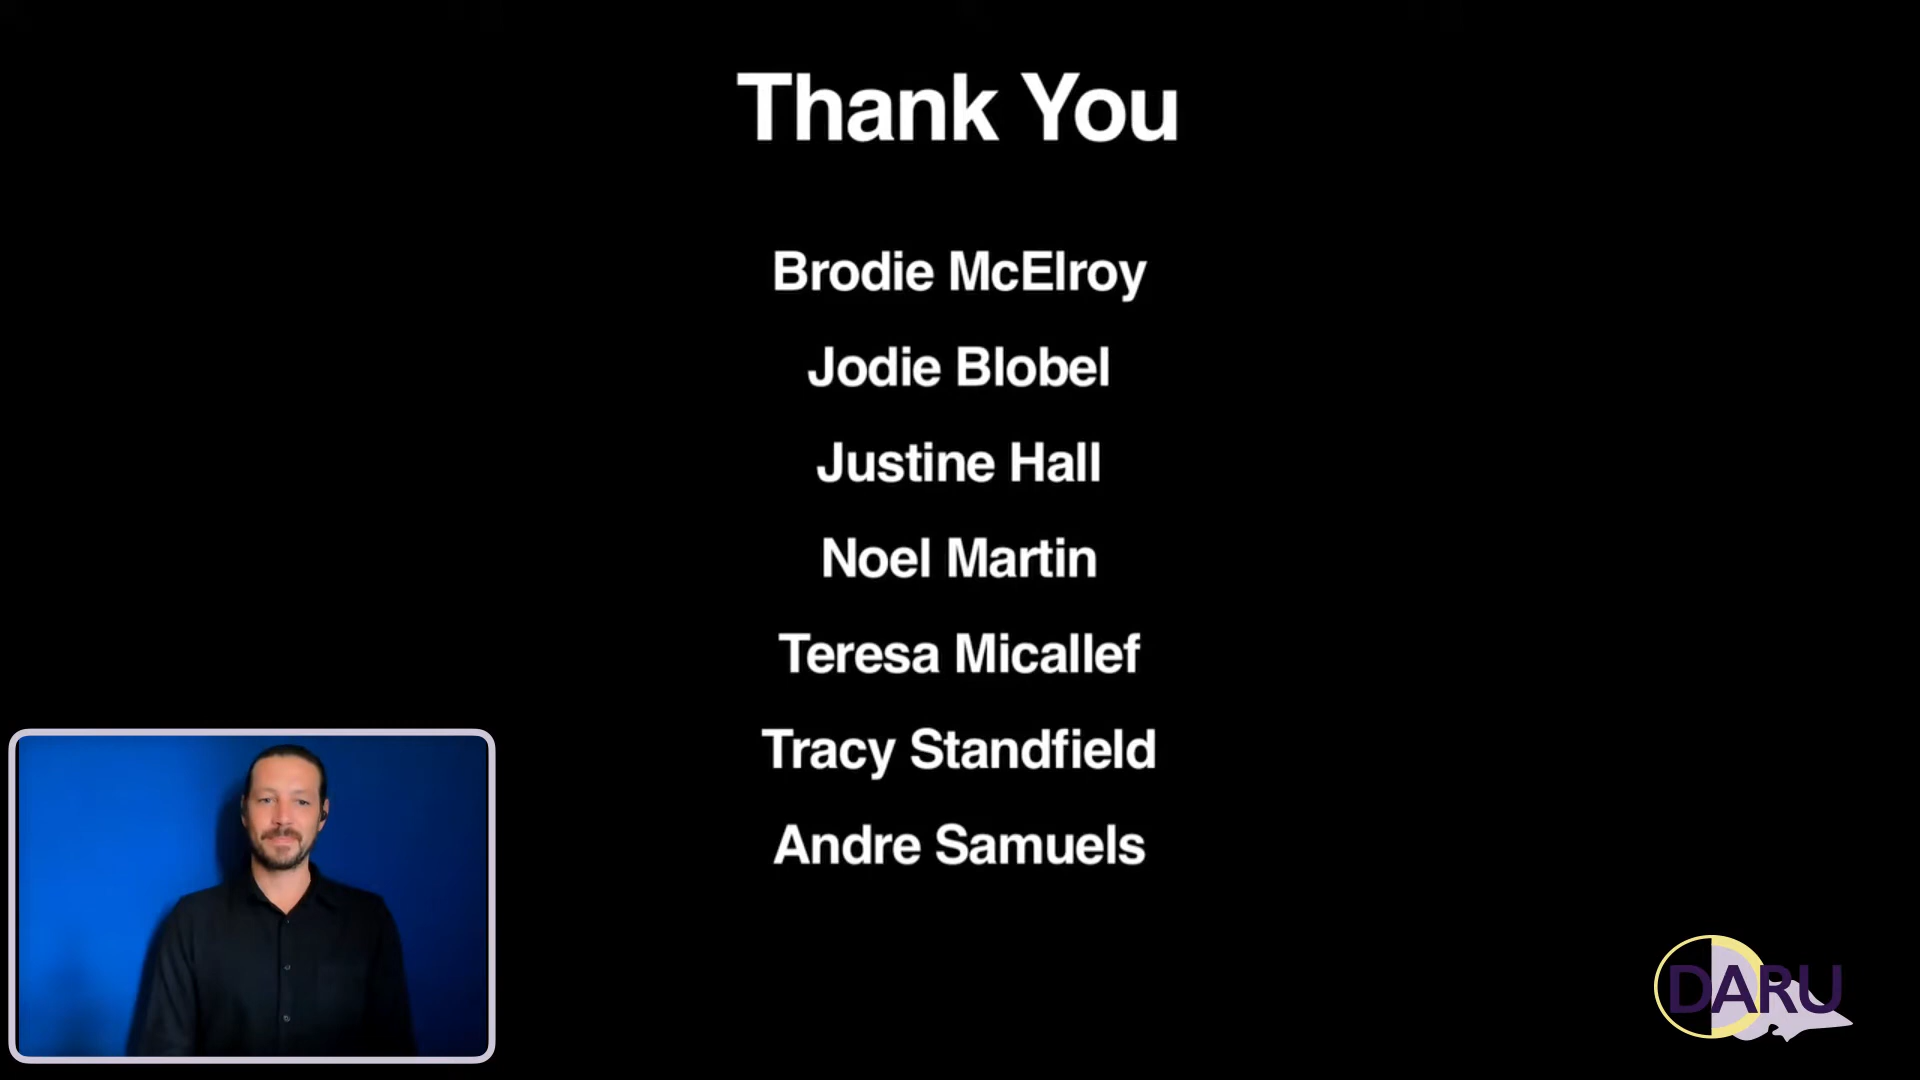 Thank You
Brodie McElroy
Jodie Blobel
Justine Hall
Noel Martin
Teresa Micallef
Tracy Standfield
Andre Samuels
DARU